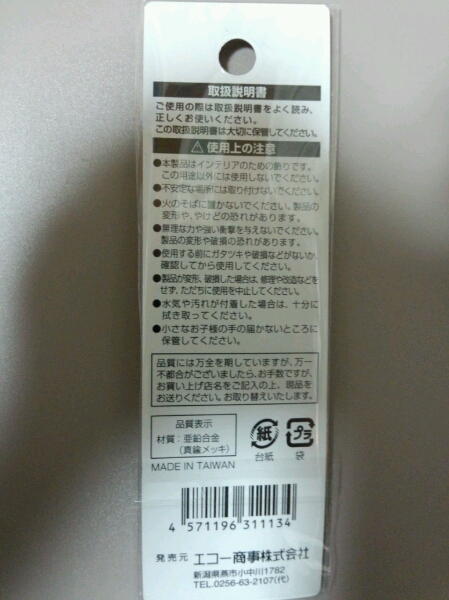 取扱説明書
ご使用の際は取扱説明書をよく読み、
正しくお使いください。
この取扱説明書は大切に保管してください。
⚠ 使用上の注意
●本製品はインテリアのための飾りです。
この用途以外には使用しないでください。
●不安定な場所には取り付けないでください。
●火のそばに置かないでください。製品の
変形や、やけどの恐れがあります。
●無理な力や強い衝撃を与えないでください。
製品の変形や破損の恐れがあります。
●使用する前にガタツキや破損などがないか、
確認してから使用してください。
●製品が変形、破損した場合は、修理や改造などを
せず、ただちに使用を中止してください。
●水気や汚れが付着した場合は、十分に
拭き取ってください。
●小さなお子様の手の届かないところに
保管してください。
品質には万全を期していますが、万一
不都合がございましたら、お手数ですが、
お買い上げ店名をご記入の上、現品を
お送りください。お取り替えいたします。
品質表示
材質：亜鉛合金
（真鍮メッキ）
紙
台紙
プラ
袋
MADE IN TAIWAN
4 571196 311134
発売元 エコー商事株式会社
新潟県燕市小中川1782
TEL.0256-63-2107(代)